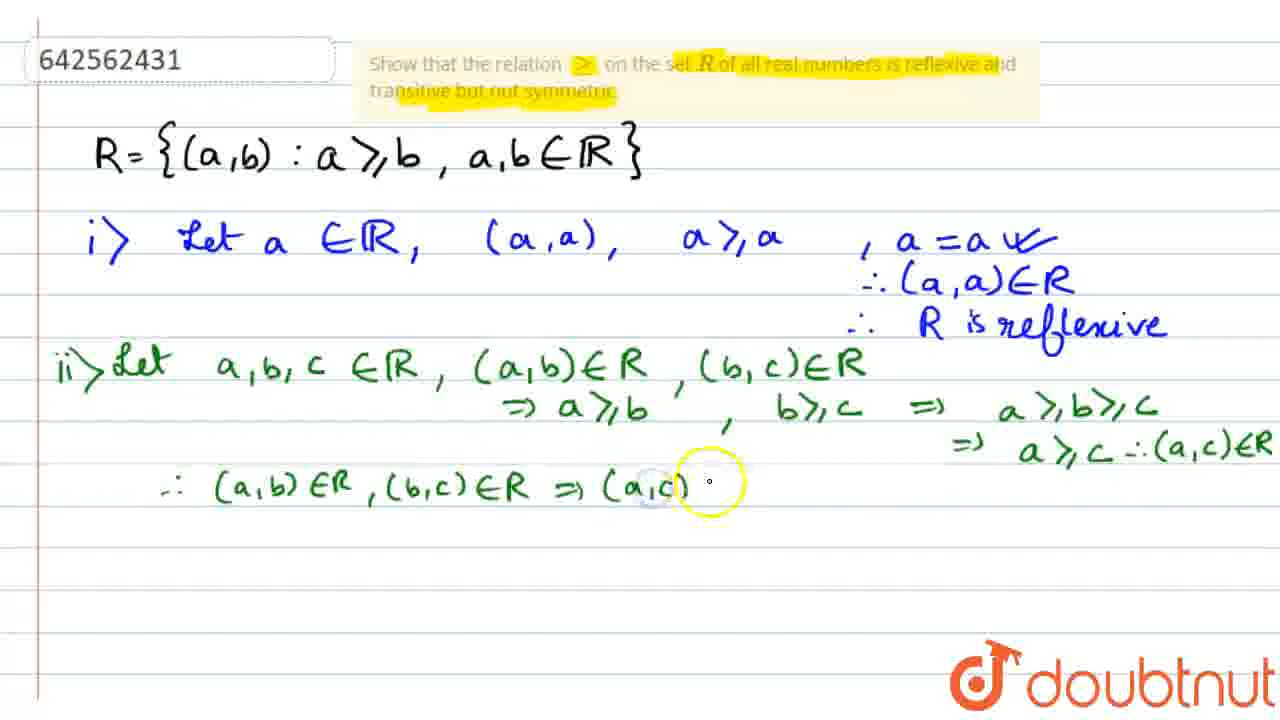 642562431
Show that the relation ≥ on the set R of all real numbers is reflexive and
transitive but not symmetric
R = {(a,b) : a ≥ b , a,b ∈ ℝ}
i> Let a ∈ ℝ, (a,a), a ≥ a , a = a ✓
∴ (a,a) ∈ R
∴ R is reflexive
ii> Let a, b, c ∈ ℝ, (a,b) ∈ R , (b,c) ∈ R
⇒ a ≥ b , b ≥ c ⇒ a ≥ b ≥ c
⇒ a ≥ c ∴ (a,c) ∈ R
∴ (a,b) ∈ R , (b,c) ∈ R ⇒ (a,c)
doubtnut